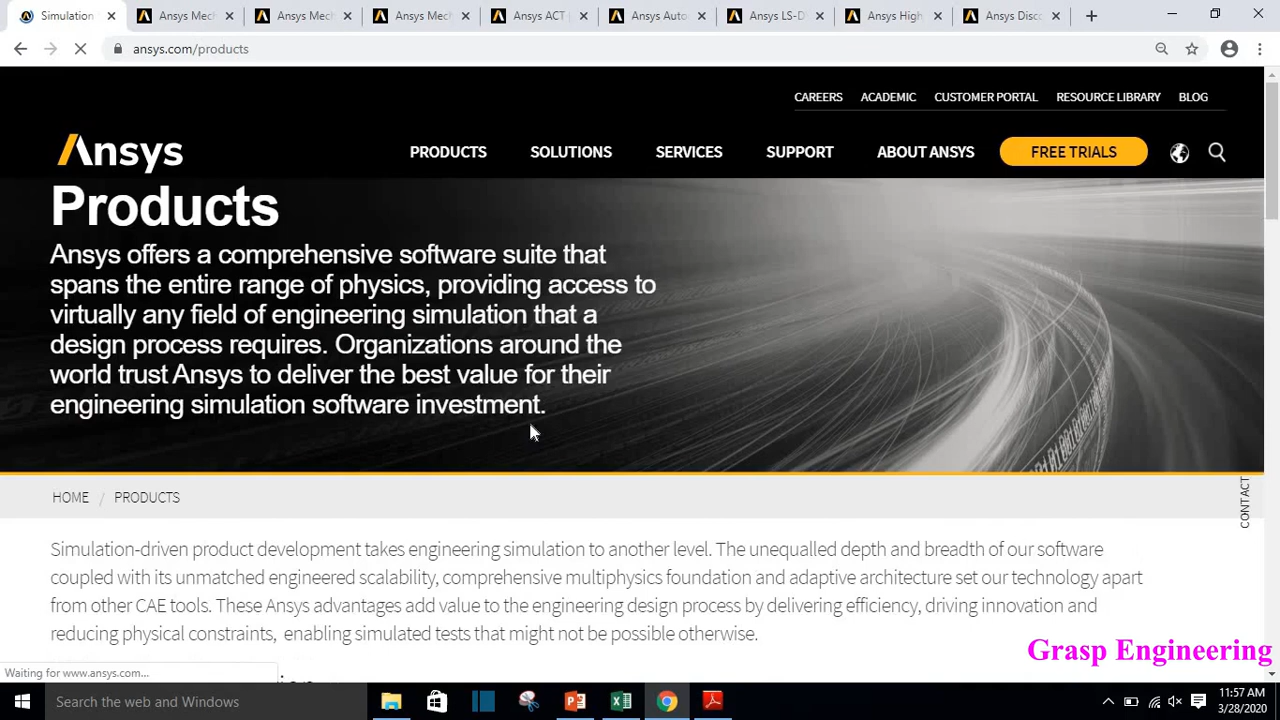 Simulation
Ansys Mech
Ansys Mech
Ansys Mech
Ansys ACT
Ansys Auto
Ansys LS-D
Ansys High
Ansys Disco
ansys.com/products
CAREERS ACADEMIC CUSTOMER PORTAL RESOURCE LIBRARY BLOG
Ansys PRODUCTS SOLUTIONS SERVICES SUPPORT ABOUT ANSYS FREE TRIALS
Products
Ansys offers a comprehensive software suite that
spans the entire range of physics, providing access to
virtually any field of engineering simulation that a
design process requires. Organizations around the
world trust Ansys to deliver the best value for their
engineering simulation software investment.
HOME / PRODUCTS
CONTACT
Simulation-driven product development takes engineering simulation to another level. The unequalled depth and breadth of our software
coupled with its unmatched engineered scalability, comprehensive multiphysics foundation and adaptive architecture set our technology apart
from other CAE tools. These Ansys advantages add value to the engineering design process by delivering efficiency, driving innovation and
reducing physical constraints, enabling simulated tests that might not be possible otherwise.
Grasp Engineering
Waiting for www.ansys.com...
Search the web and Windows
11:57 AM
3/28/2020